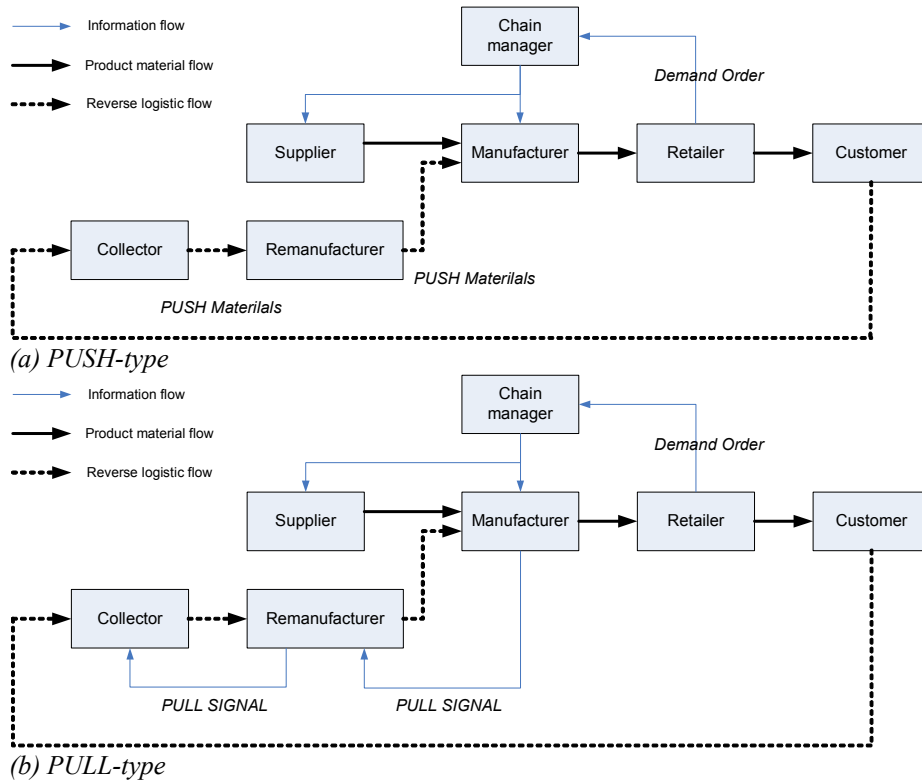 Information flow
Chain
manager
Product material flow
Demand Order
Reverse logistic flow
Supplier
Manufacturer
Retailer
Customer
Collector
Remanufacturer
PUSH Materilals
PUSH Materilals
(a) PUSH-type
Information flow
Chain
manager
Product material flow
Demand Order
Reverse logistic flow
Supplier
Manufacturer
Retailer
Customer
Collector
Remanufacturer
PULL SIGNAL
PULL SIGNAL
(b) PULL-type